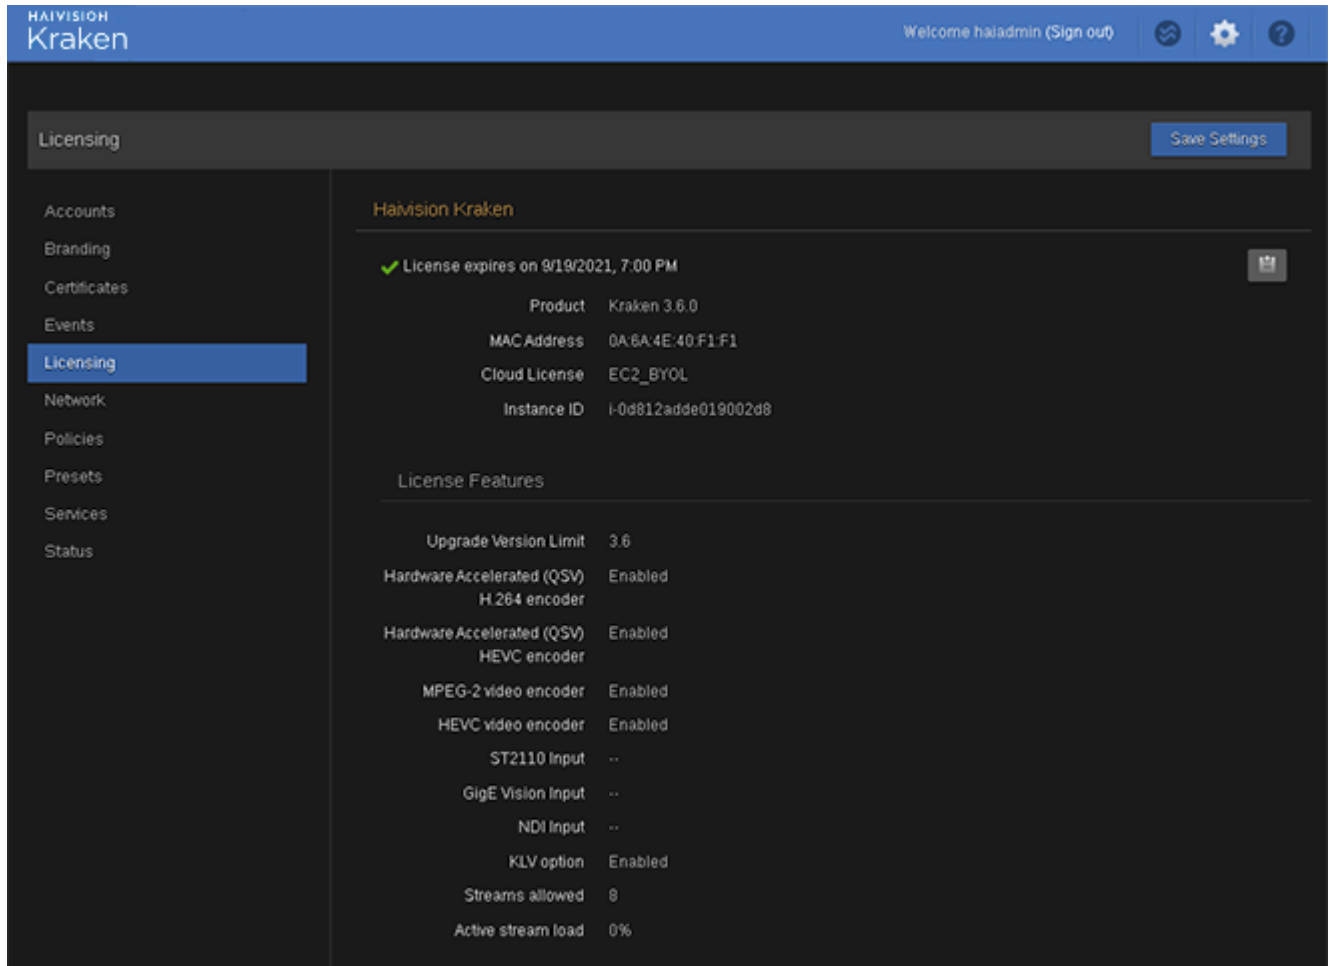 HAIVISION
Kraken
Welcome haiadmin (Sign out)
Licensing
Save Settings
Accounts
Branding
Certificates
Events
Licensing
Network
Policies
Presets
Services
Status
Haivision Kraken
License expires on 9/19/2021, 7:00 PM
Product Kraken 3.6.0
MAC Address 0A:6A:4E:40:F1:F1
Cloud License EC2_BYOL
Instance ID i-0d812adde019002d8
License Features
Upgrade Version Limit 3.6
Hardware Accelerated (QSV) Enabled
H.264 encoder
Hardware Accelerated (QSV) Enabled
HEVC encoder
MPEG-2 video encoder Enabled
HEVC video encoder Enabled
ST2110 Input --
GigE Vision Input --
NDI Input --
KLV option Enabled
Streams allowed 8
Active stream load 0%